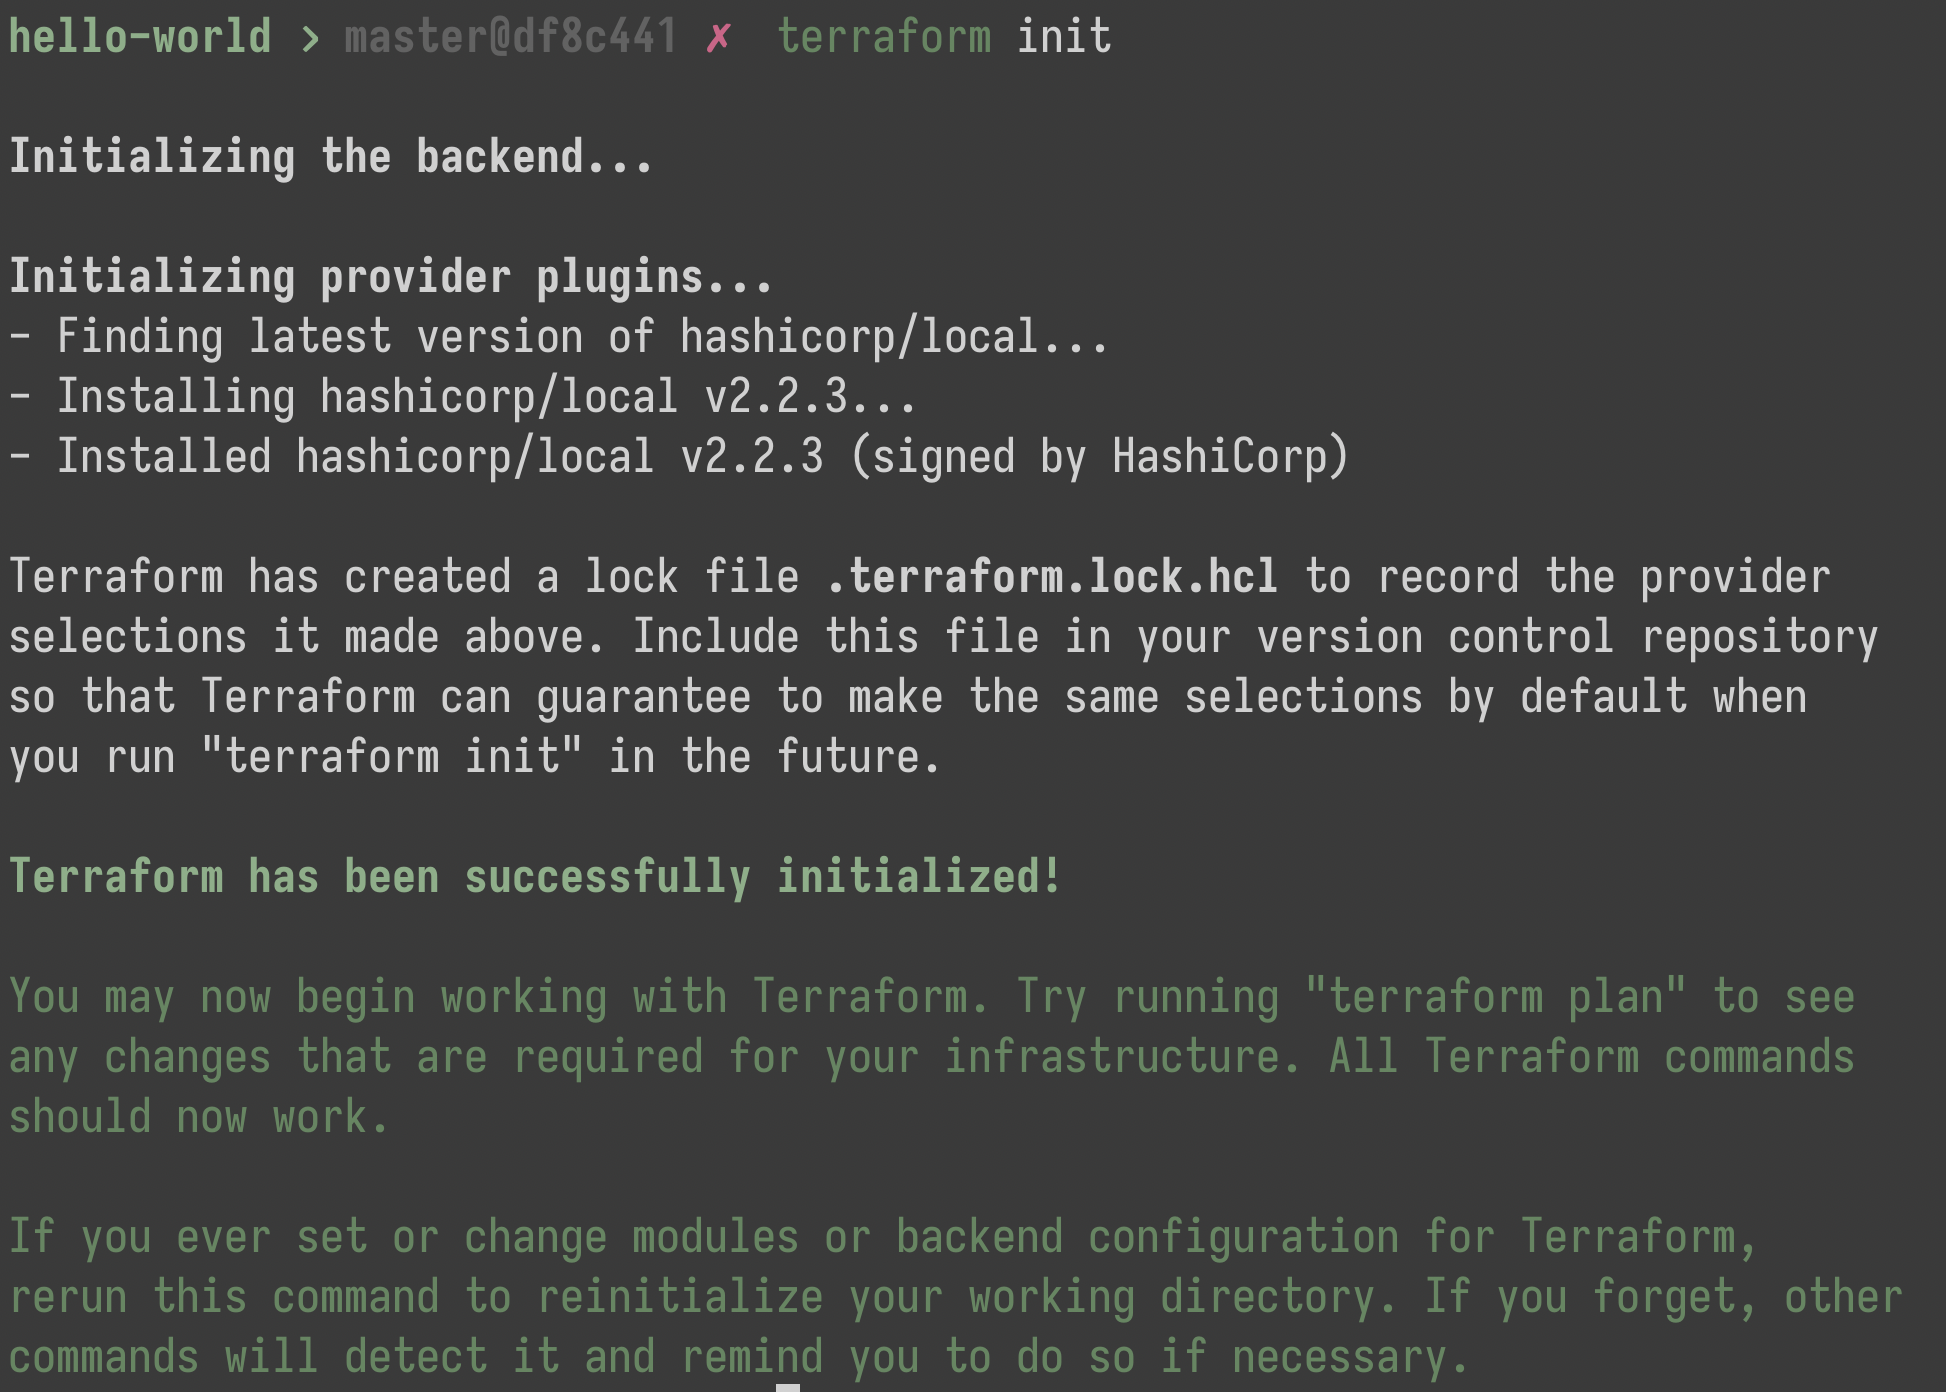 hello-world > master@df8c441 ✗ terraform init
Initializing the backend...
Initializing provider plugins...
- Finding latest version of hashicorp/local...
- Installing hashicorp/local v2.2.3...
- Installed hashicorp/local v2.2.3 (signed by HashiCorp)
Terraform has created a lock file .terraform.lock.hcl to record the provider
selections it made above. Include this file in your version control repository
so that Terraform can guarantee to make the same selections by default when
you run "terraform init" in the future.
Terraform has been successfully initialized!
You may now begin working with Terraform. Try running "terraform plan" to see
any changes that are required for your infrastructure. All Terraform commands
should now work.
If you ever set or change modules or backend configuration for Terraform,
rerun this command to reinitialize your working directory. If you forget, other
commands will detect it and remind you to do so if necessary.